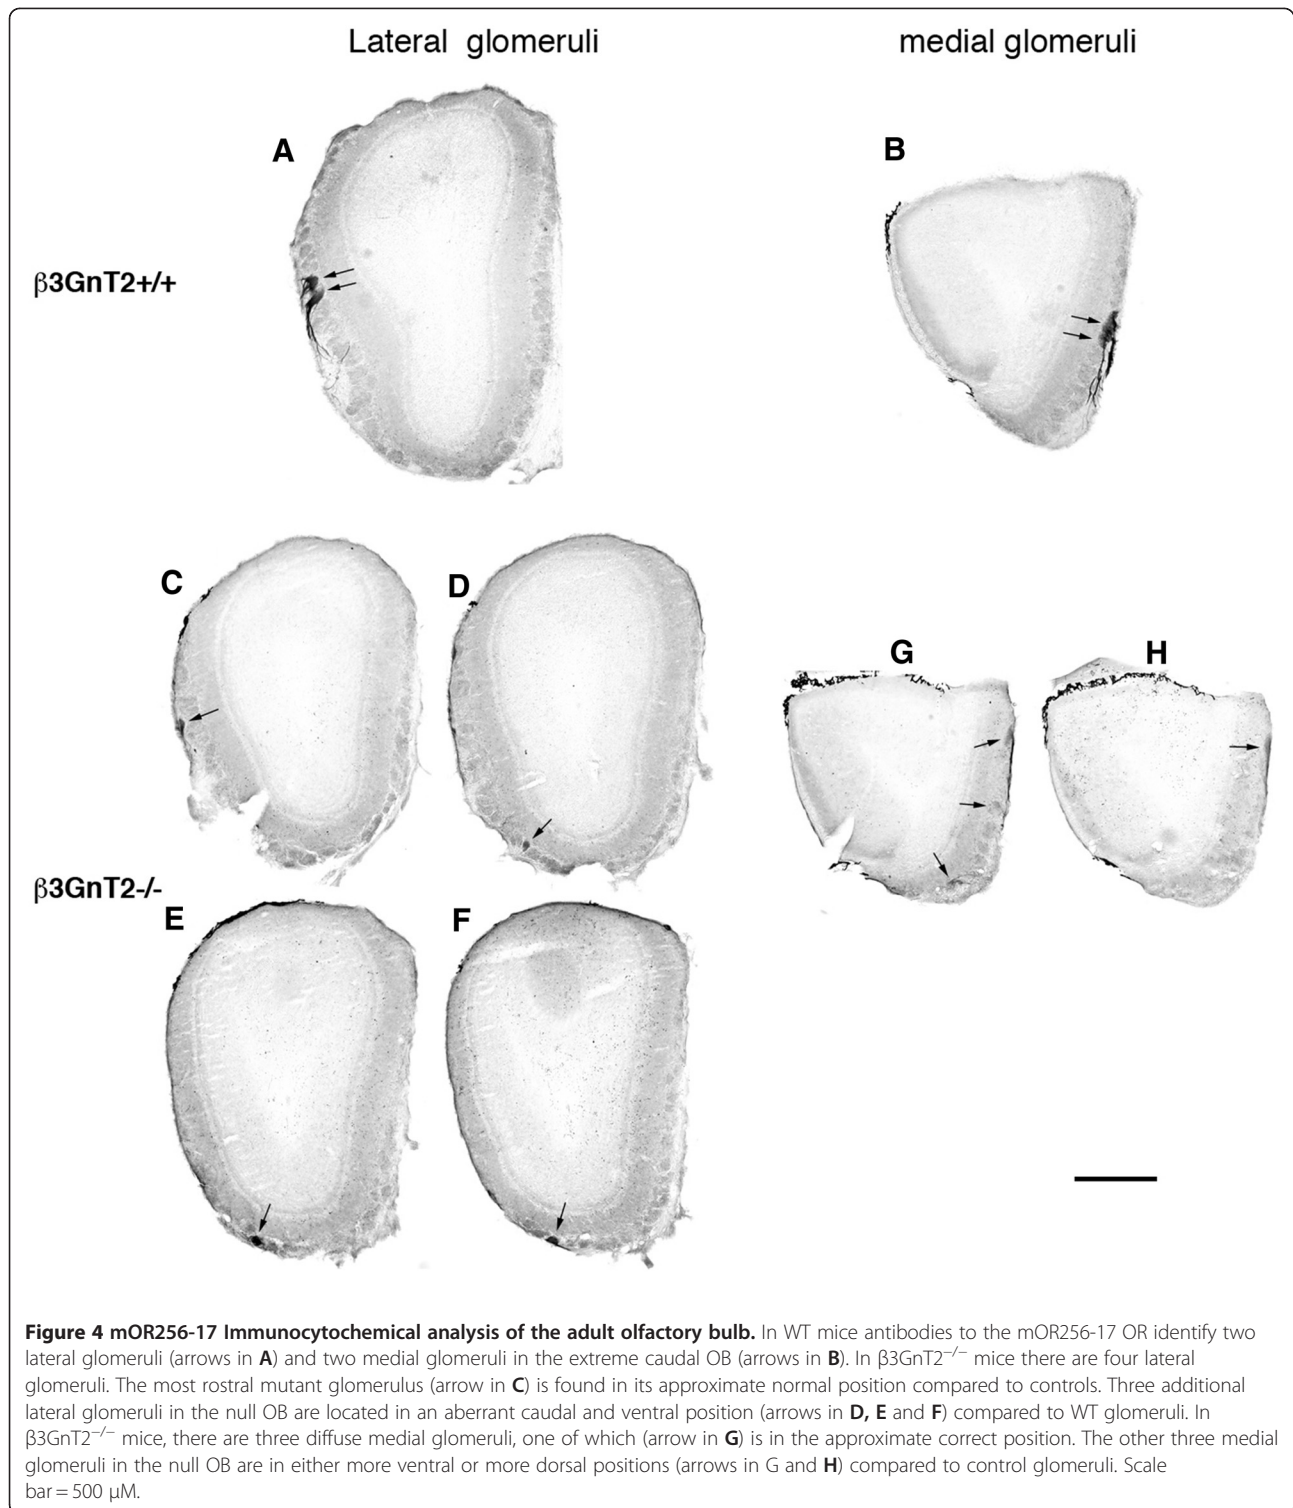 Lateral glomeruli
medial glomeruli
A
B
β3GnT2+/+
C
D
G
H
β3GnT2-/-
E
F
Figure 4 mOR256-17 Immunocytochemical analysis of the adult olfactory bulb. In WT mice antibodies to the mOR256-17 OR identify two
lateral glomeruli (arrows in A) and two medial glomeruli in the extreme caudal OB (arrows in B). In β3GnT2−/− mice there are four lateral
glomeruli. The most rostral mutant glomerulus (arrow in C) is found in its approximate normal position compared to controls. Three additional
lateral glomeruli in the null OB are located in an aberrant caudal and ventral position (arrows in D, E and F) compared to WT glomeruli. In
β3GnT2−/− mice, there are three diffuse medial glomeruli, one of which (arrow in G) is in the approximate correct position. The other three medial
glomeruli in the null OB are in either more ventral or more dorsal positions (arrows in G and H) compared to control glomeruli. Scale
bar = 500 μM.